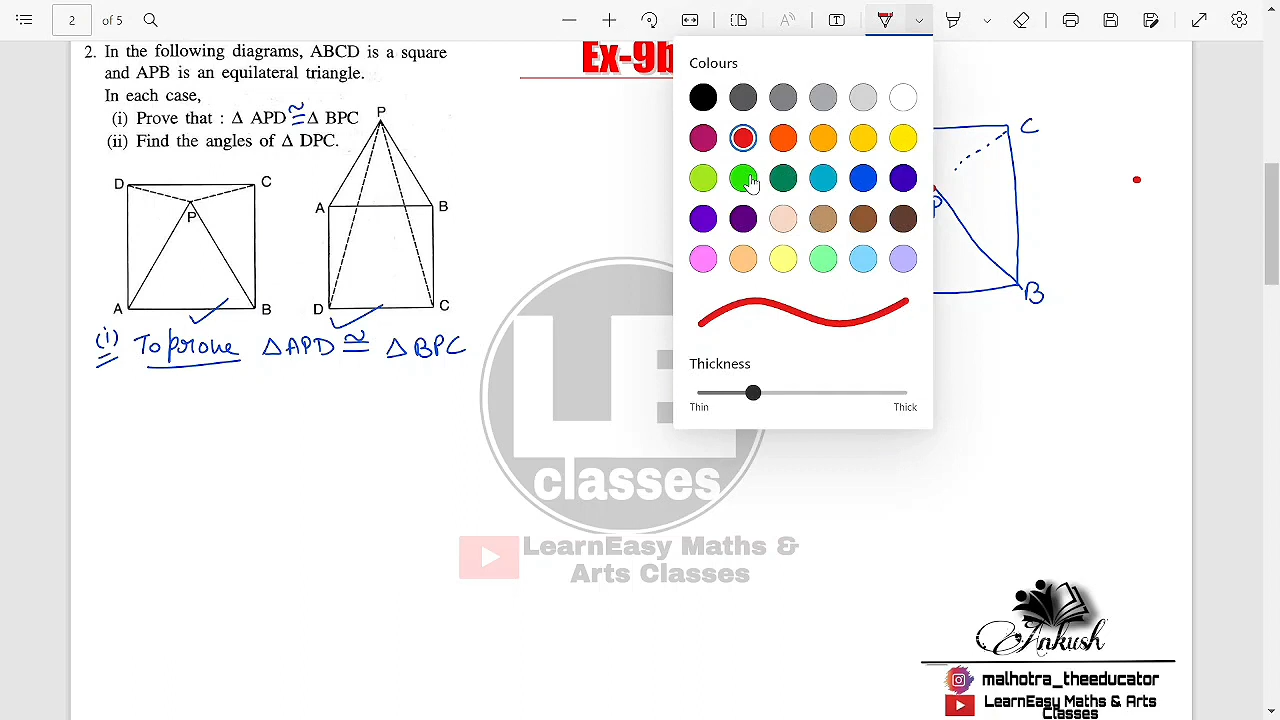 2
of 5
2. In the following diagrams, ABCD is a square
and APB is an equilateral triangle.
In each case,
(i) Prove that : Δ APD ≅ Δ BPC
(ii) Find the angles of Δ DPC.
Ex-9b
D C
P
A B
P
A B
D C
(i) To prove ΔAPD ≅ ΔBPC
Colours
Thickness
Thin Thick
C
P
B
LE
classes
LearnEasy Maths &
Arts Classes
Ankush
malhotra_theeducator
LearnEasy Maths & Arts
Classes